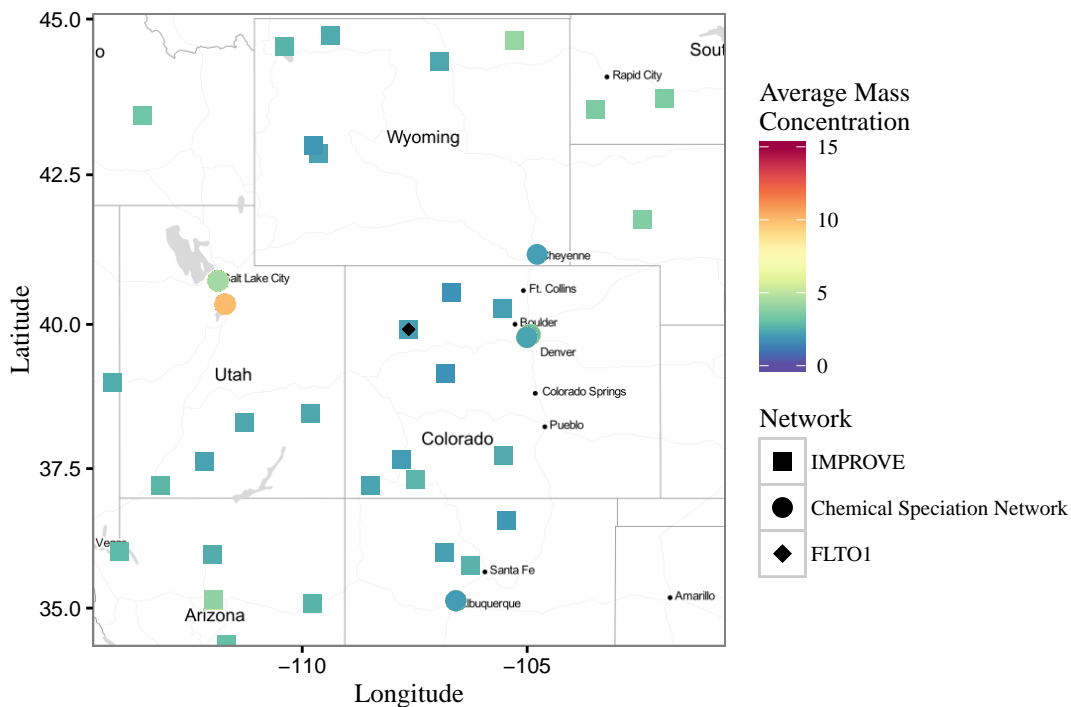 45.0
42.5
40.0
37.5
35.0
Latitude
−110
−105
Longitude
o
Sout
Rapid City
Wyoming
Cheyenne
Salt Lake City
Ft. Collins
Boulder
Denver
Utah
Colorado Springs
Colorado
Pueblo
Vegas
Santa Fe
Albuquerque
Amarillo
Arizona
Average Mass
Concentration
15
10
5
0
Network
IMPROVE
Chemical Speciation Network
FLTO1